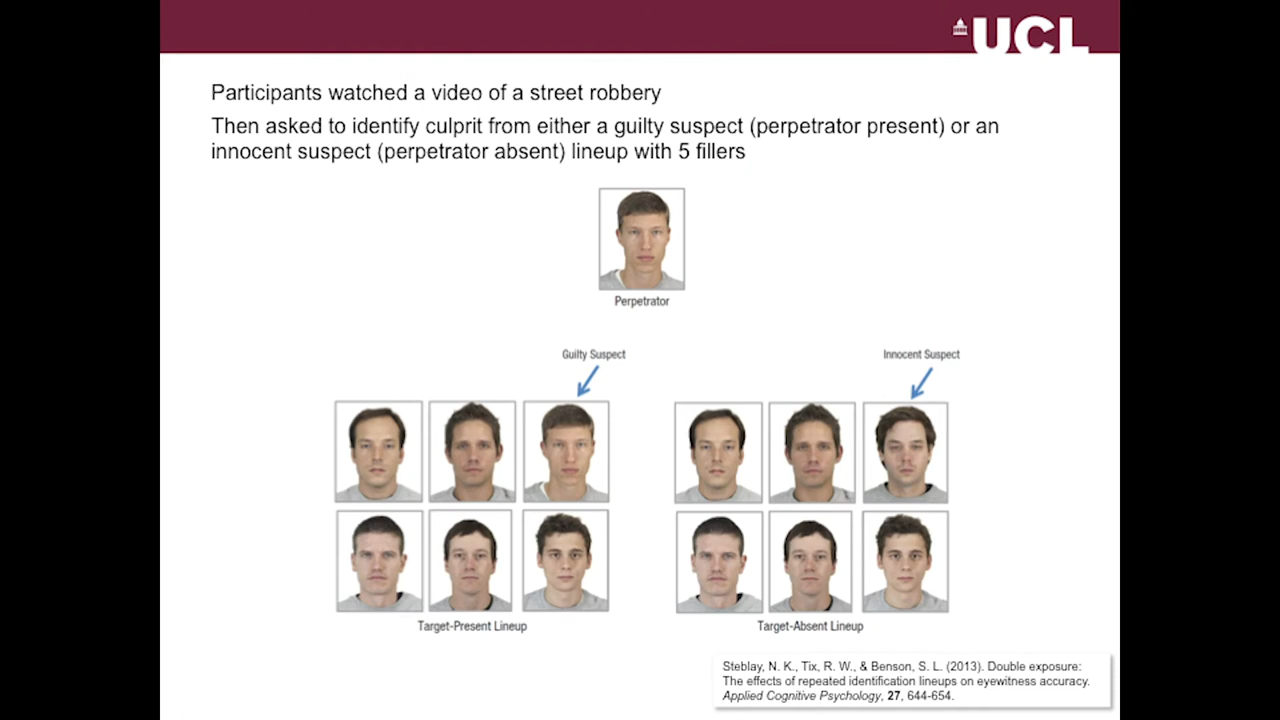 UCL
Participants watched a video of a street robbery
Then asked to identify culprit from either a guilty suspect (perpetrator present) or an
innocent suspect (perpetrator absent) lineup with 5 fillers
Perpetrator
Guilty Suspect
Innocent Suspect
Target-Present Lineup
Target-Absent Lineup
Steblay, N. K., Tix, R. W., & Benson, S. L. (2013). Double exposure:
The effects of repeated identification lineups on eyewitness accuracy.
Applied Cognitive Psychology, 27, 644-654.